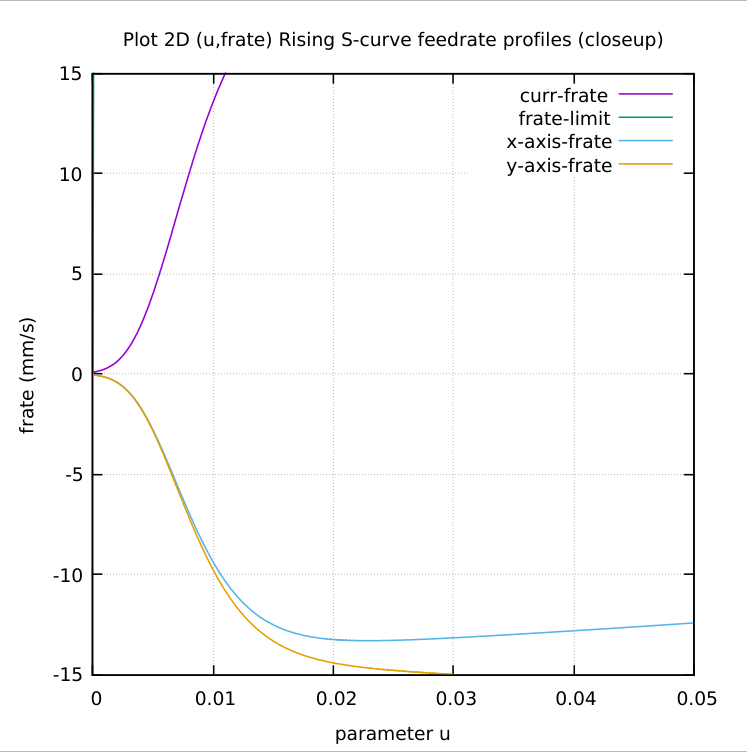 Plot 2D (u,frate) Rising S-curve feedrate profiles (closeup)
15
10
5
0
-5
-10
-15
frate (mm/s)
curr-frate
frate-limit
x-axis-frate
y-axis-frate
0 0.01 0.02 0.03 0.04 0.05
parameter u